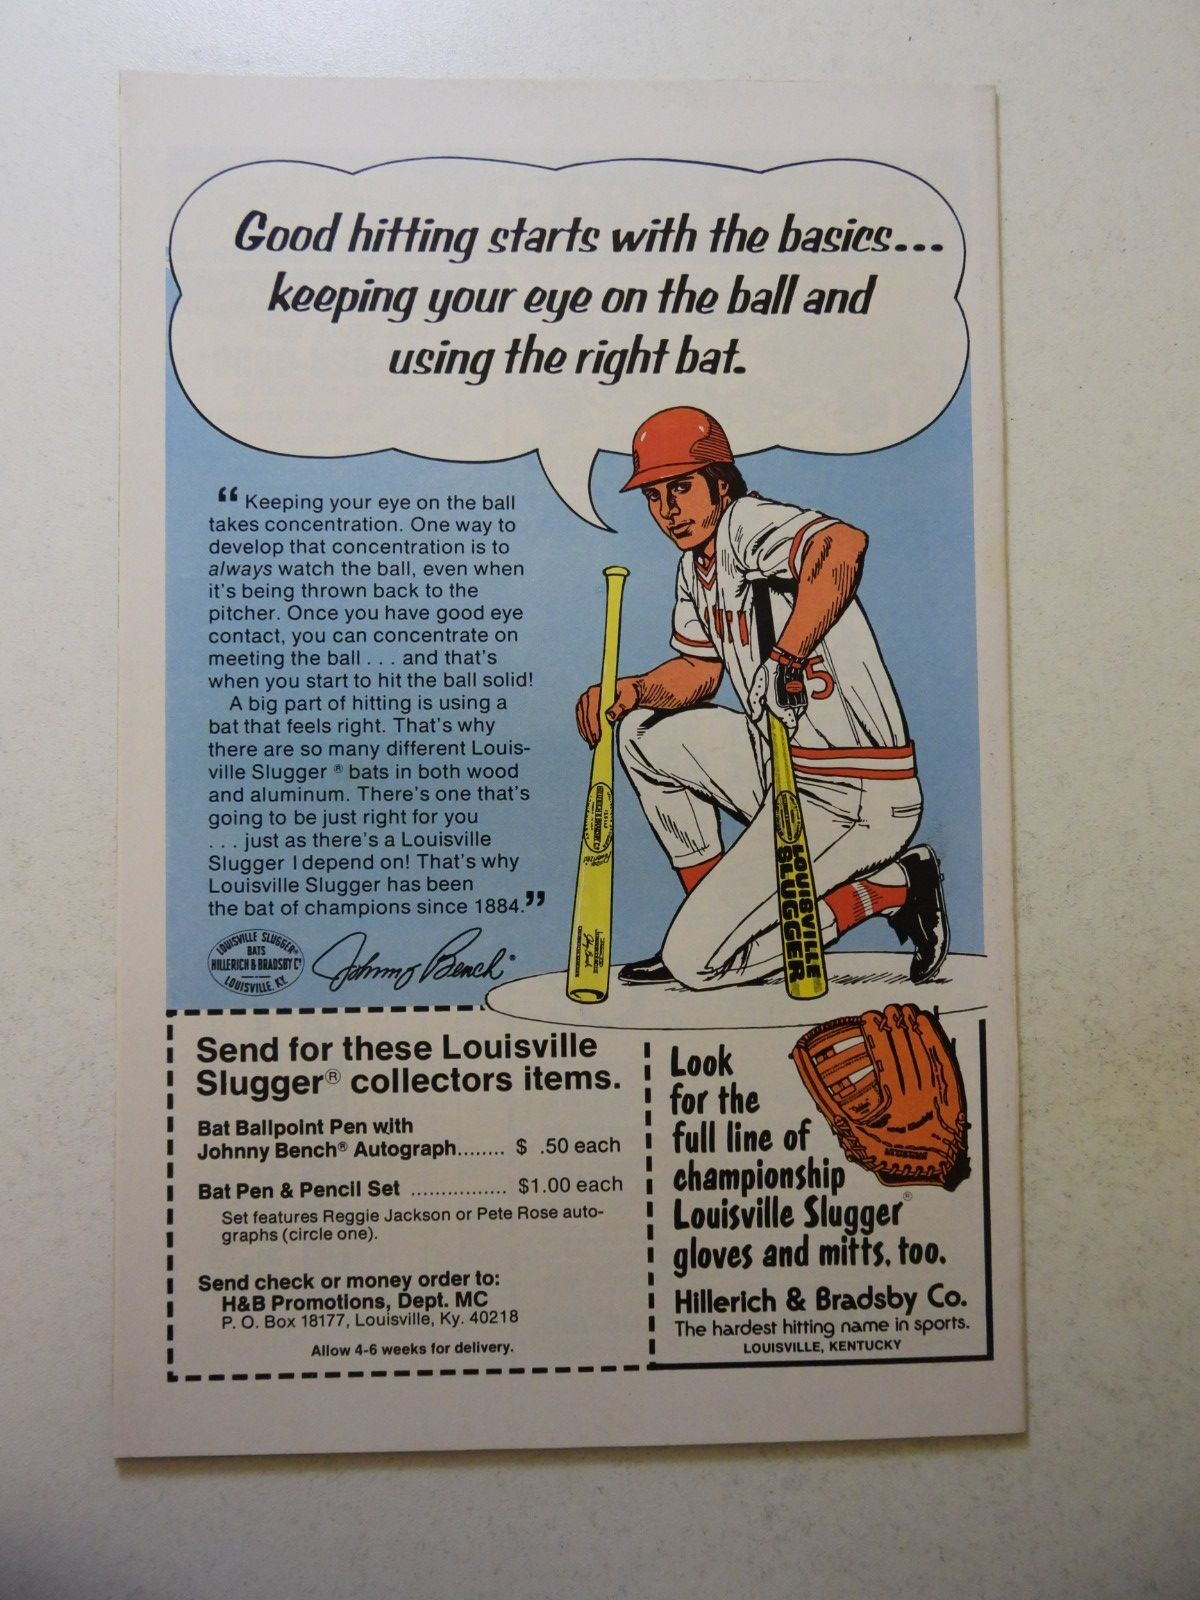 Good hitting starts with the basics...
keeping your eye on the ball and
using the right bat.
“Keeping your eye on the ball
takes concentration. One way to
develop that concentration is to
always watch the ball, even when
it's being thrown back to the
pitcher. Once you have good eye
contact, you can concentrate on
meeting the ball . . . and that's
when you start to hit the ball solid!
A big part of hitting is using a
bat that feels right. That's why
there are so many different Louis-
ville Slugger ® bats in both wood
and aluminum. There's one that's
going to be just right for you
. . . just as there's a Louisville
Slugger I depend on! That's why
Louisville Slugger has been
the bat of champions since 1884.”
LOUISVILLE SLUGGER®
BATS
HILLERICH & BRADSBY Cº
LOUISVILLE, KY.
Johnny Bench®
5
LOUISVILLE
SLUGGER
Send for these Louisville
Slugger® collectors items.
Bat Ballpoint Pen with
Johnny Bench® Autograph........ $ .50 each
Bat Pen & Pencil Set ................ $1.00 each
Set features Reggie Jackson or Pete Rose auto-
graphs (circle one).
Send check or money order to:
H&B Promotions, Dept. MC
P. O. Box 18177, Louisville, Ky. 40218
Allow 4-6 weeks for delivery.
Look
for the
full line of
championship
Louisville Slugger®
gloves and mitts, too.
Hillerich & Bradsby Co.
The hardest hitting name in sports.
LOUISVILLE, KENTUCKY